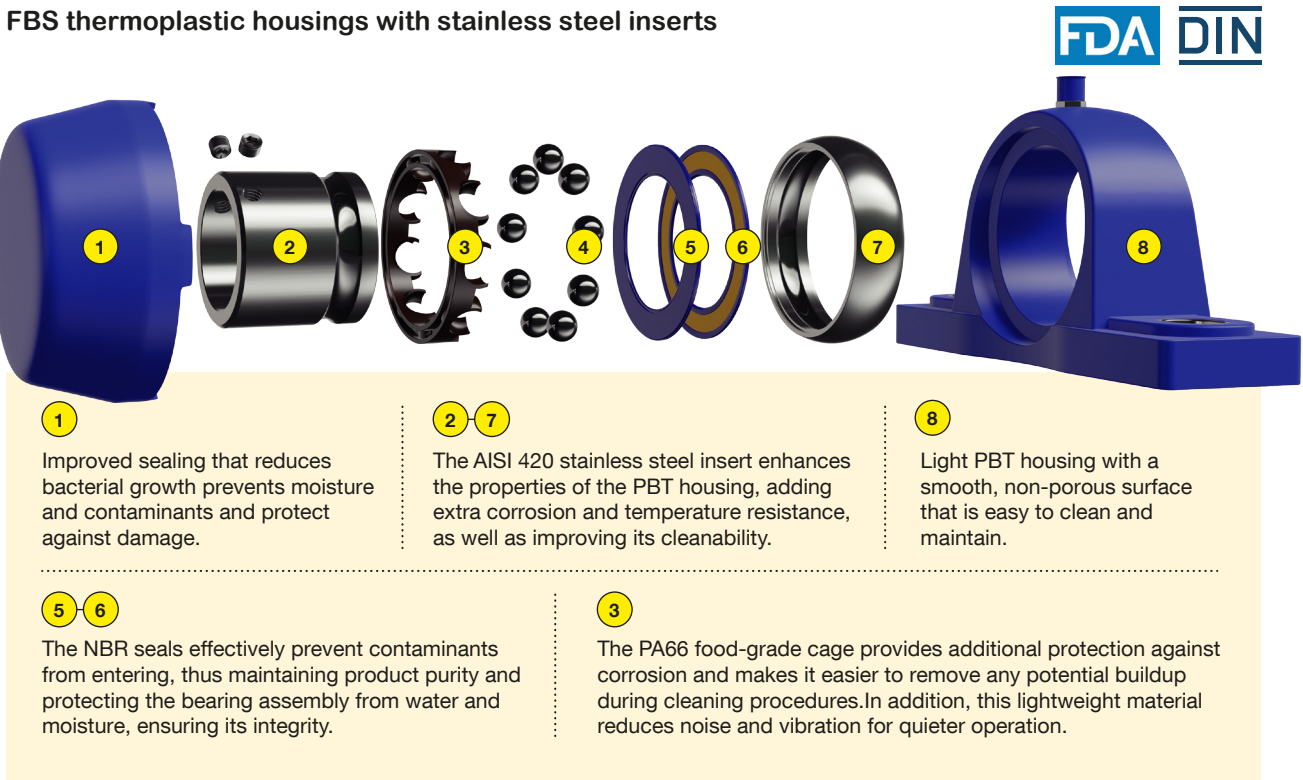 FBS thermoplastic housings with stainless steel inserts
FDA DIN
1 2 3 4 5 6 7 8
1
Improved sealing that reduces
bacterial growth prevents moisture
and contaminants and protect
against damage.
2 7
The AISI 420 stainless steel insert enhances
the properties of the PBT housing, adding
extra corrosion and temperature resistance,
as well as improving its cleanability.
8
Light PBT housing with a
smooth, non-porous surface
that is easy to clean and
maintain.
5 6
The NBR seals effectively prevent contaminants
from entering, thus maintaining product purity and
protecting the bearing assembly from water and
moisture, ensuring its integrity.
3
The PA66 food-grade cage provides additional protection against
corrosion and makes it easier to remove any potential buildup
during cleaning procedures.In addition, this lightweight material
reduces noise and vibration for quieter operation.